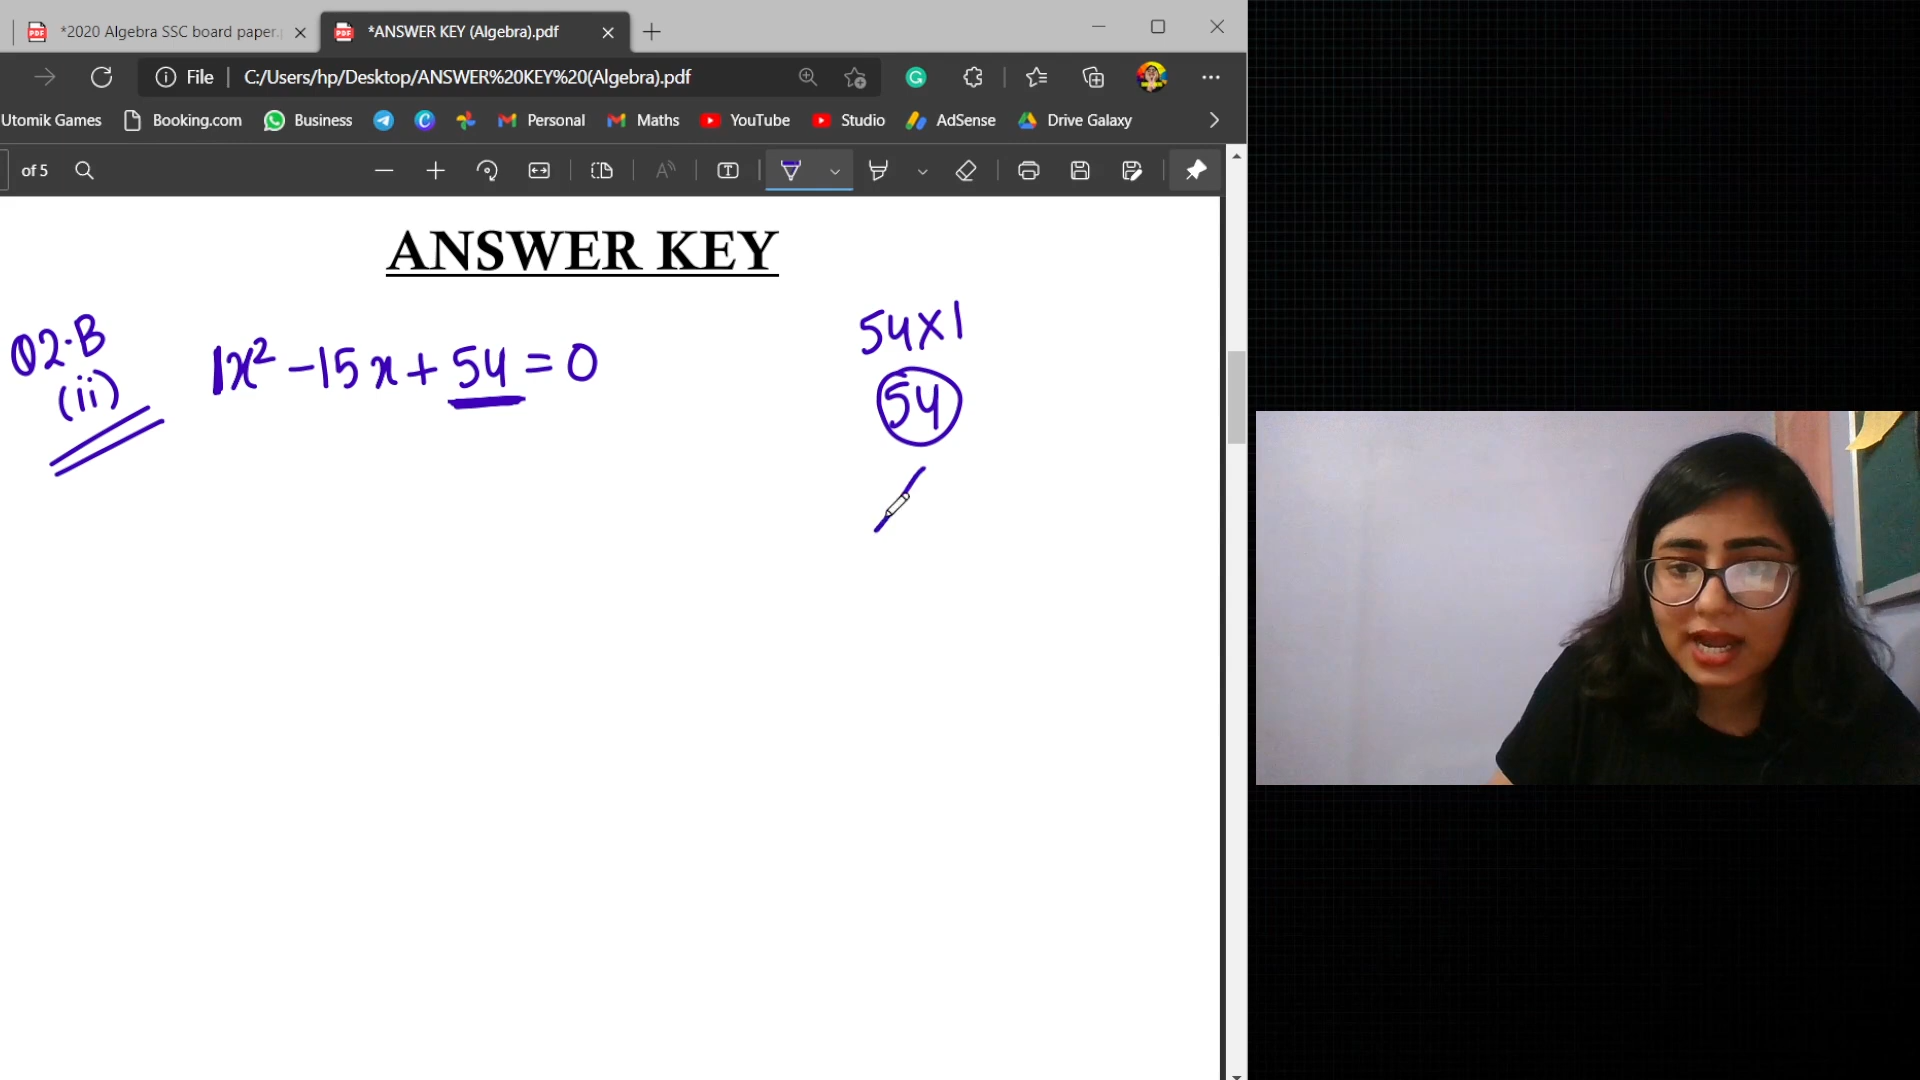 *2020 Algebra SSC board paper.p
*ANSWER KEY (Algebra).pdf
File
C:/Users/hp/Desktop/ANSWER%20KEY%20(Algebra).pdf
Utomik Games
Booking.com
Business
Personal
Maths
YouTube
Studio
AdSense
Drive Galaxy
of 5
ANSWER KEY
Q2.B
(ii)
1x² - 15x + 54 = 0
54x1
54